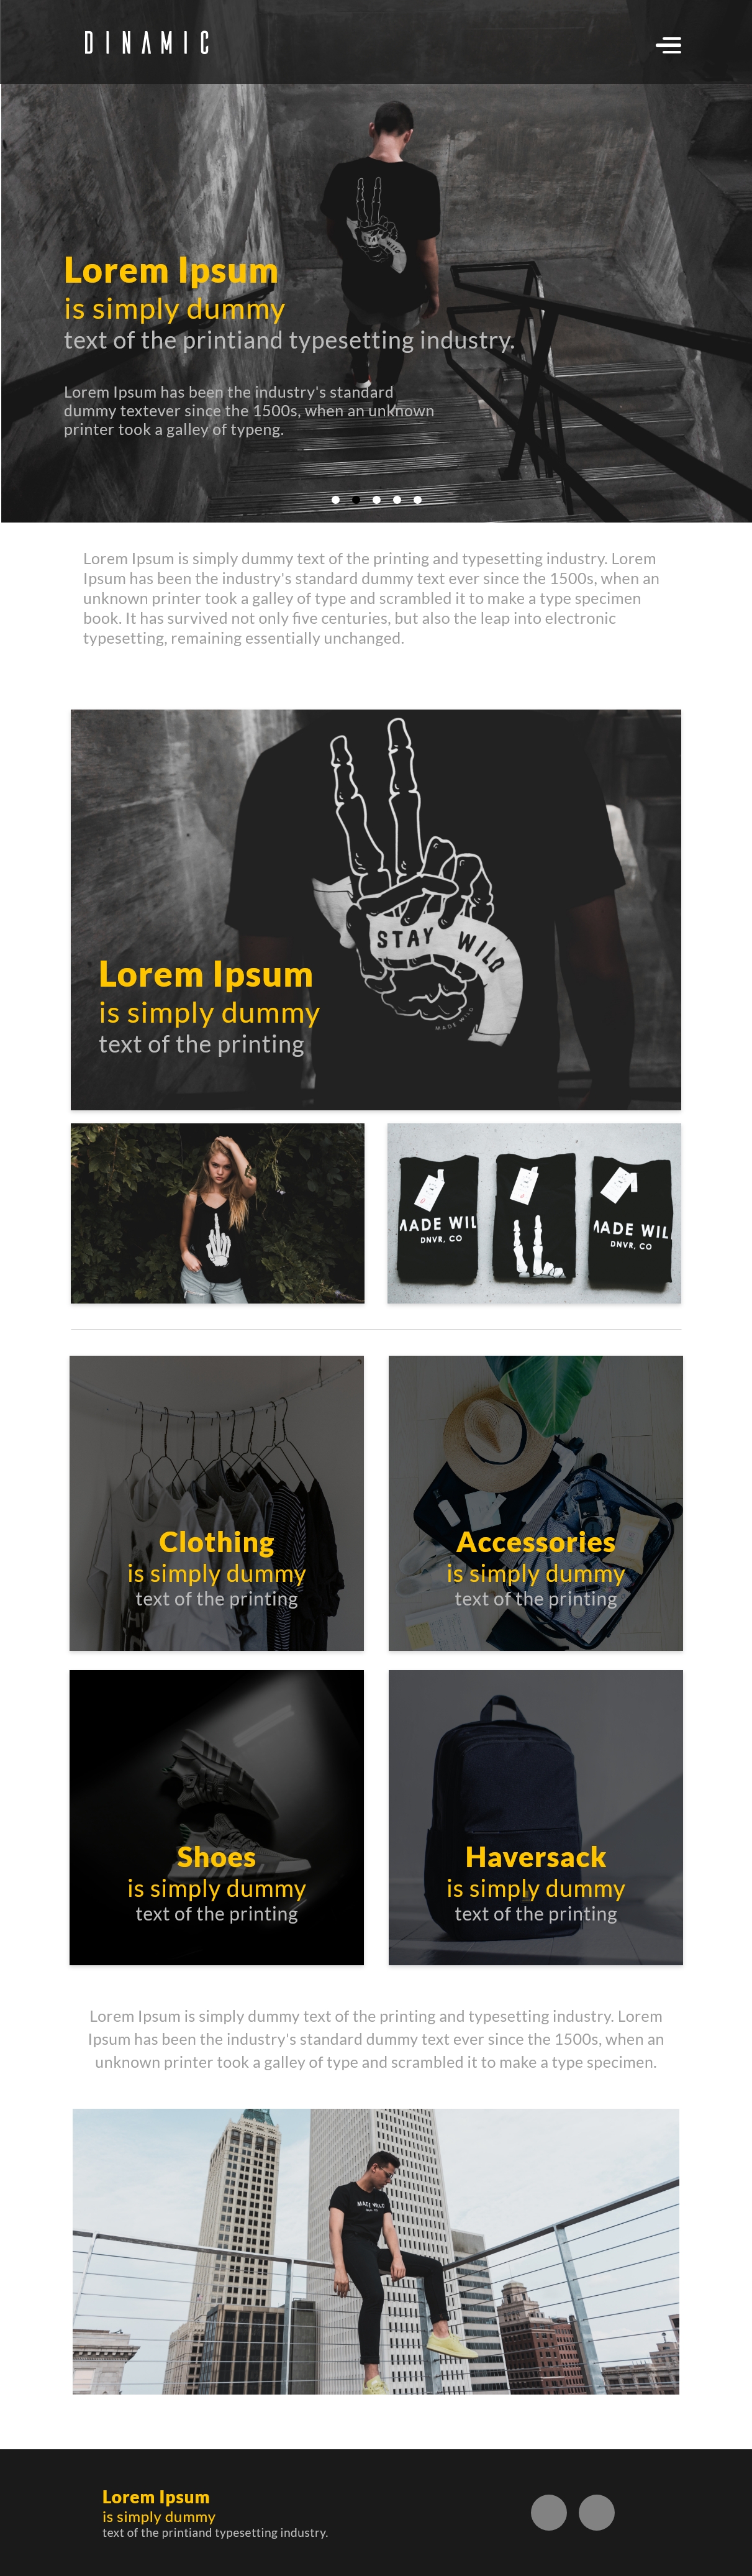 DINAMIC
Lorem Ipsum
is simply dummy
text of the printiand typesetting industry.
Lorem Ipsum has been the industry's standard
dummy textever since the 1500s, when an unknown
printer took a galley of typeng.
Lorem Ipsum is simply dummy text of the printing and typesetting industry. Lorem
Ipsum has been the industry's standard dummy text ever since the 1500s, when an
unknown printer took a galley of type and scrambled it to make a type specimen
book. It has survived not only five centuries, but also the leap into electronic
typesetting, remaining essentially unchanged.
STAY WILD
MADE WILD
Lorem Ipsum
is simply dummy
text of the printing
MADE WIL
DNVR, CO
MADE WIL
DNVR, CO
Clothing
is simply dummy
text of the printing
Accessories
is simply dummy
text of the printing
Shoes
is simply dummy
text of the printing
Haversack
is simply dummy
text of the printing
Lorem Ipsum is simply dummy text of the printing and typesetting industry. Lorem
Ipsum has been the industry's standard dummy text ever since the 1500s, when an
unknown printer took a galley of type and scrambled it to make a type specimen.
MADE WILD
Lorem Ipsum
is simply dummy
text of the printiand typesetting industry.